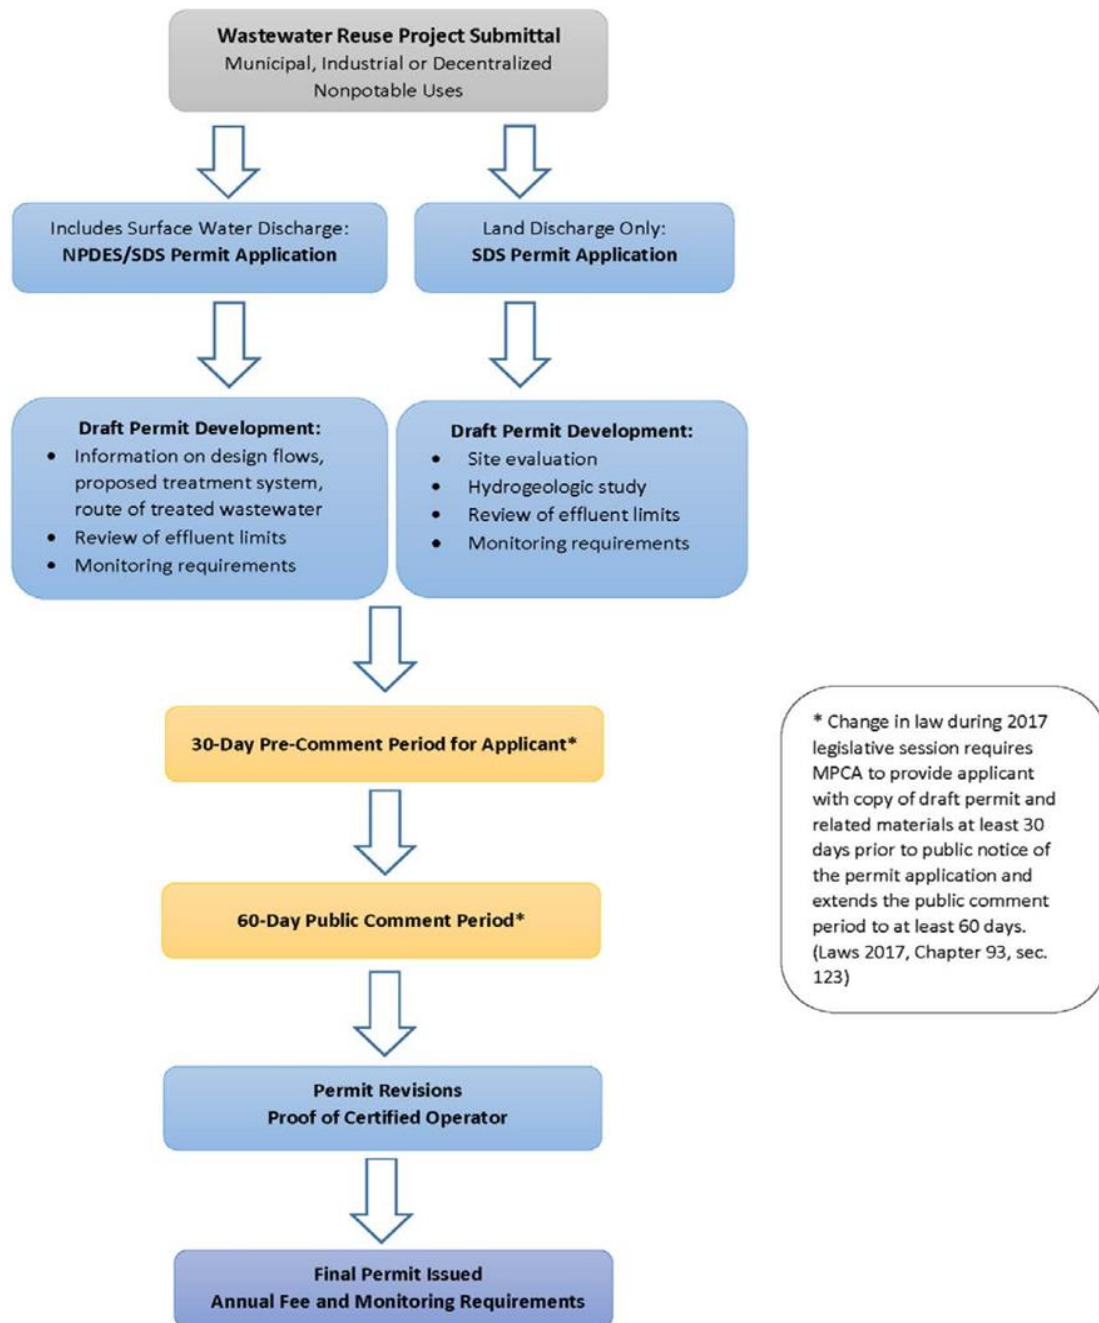 Wastewater Reuse Project Submittal
Municipal, Industrial or Decentralized
Nonpotable Uses
Includes Surface Water Discharge:
NPDES/SDS Permit Application
Land Discharge Only:
SDS Permit Application
Draft Permit Development:
• Information on design flows,
proposed treatment system,
route of treated wastewater
• Review of effluent limits
• Monitoring requirements
Draft Permit Development:
• Site evaluation
• Hydrogeologic study
• Review of effluent limits
• Monitoring requirements
30-Day Pre-Comment Period for Applicant*
60-Day Public Comment Period*
Permit Revisions
Proof of Certified Operator
Final Permit Issued
Annual Fee and Monitoring Requirements
* Change in law during 2017
legislative session requires
MPCA to provide applicant
with copy of draft permit and
related materials at least 30
days prior to public notice of
the permit application and
extends the public comment
period to at least 60 days.
(Laws 2017, Chapter 93, sec.
123)